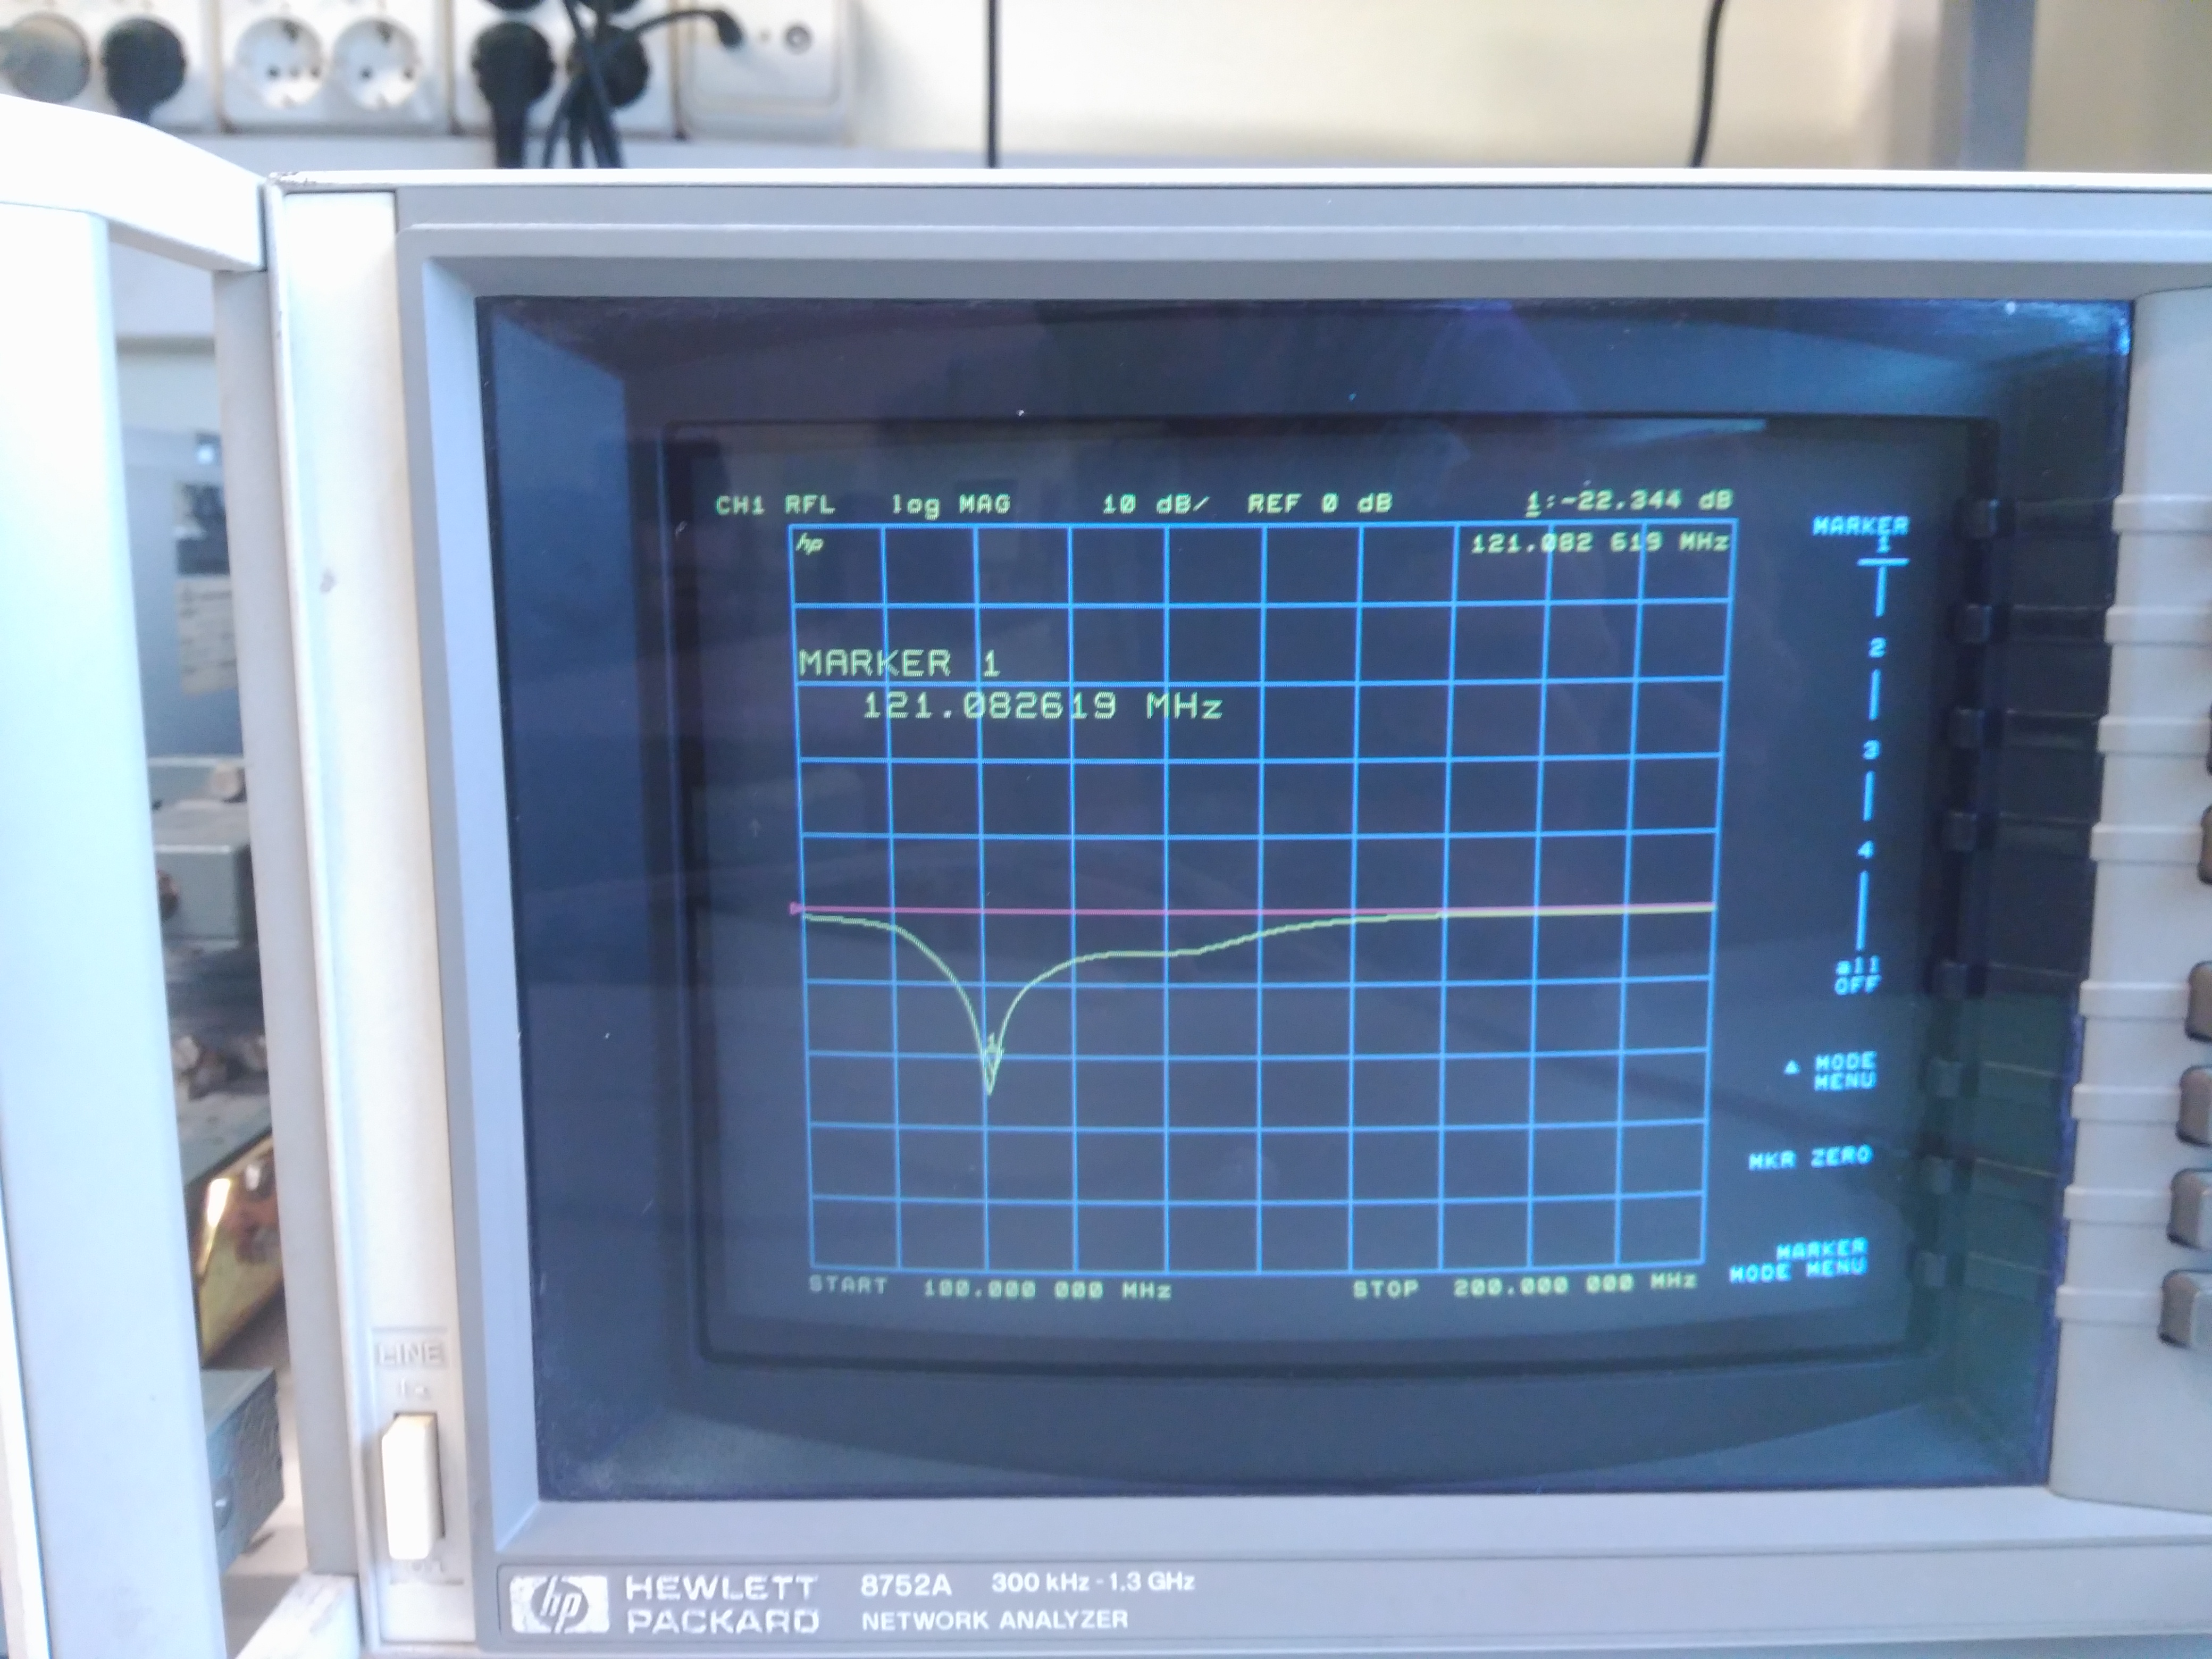 CH1 RFL log MAG 10 dB/ REF 0 dB 1:-22.344 dB
hp 121.082 619 MHz
MARKER
1
MARKER 1
121.082619 MHz
2
3
4
all
OFF
1
▲ MODE
MENU
MKR ZERO
MARKER
MODE MENU
START 100.000 000 MHz STOP 200.000 000 MHz
LINE
hp HEWLETT PACKARD 8752A 300 kHz - 1.3 GHz
NETWORK ANALYZER